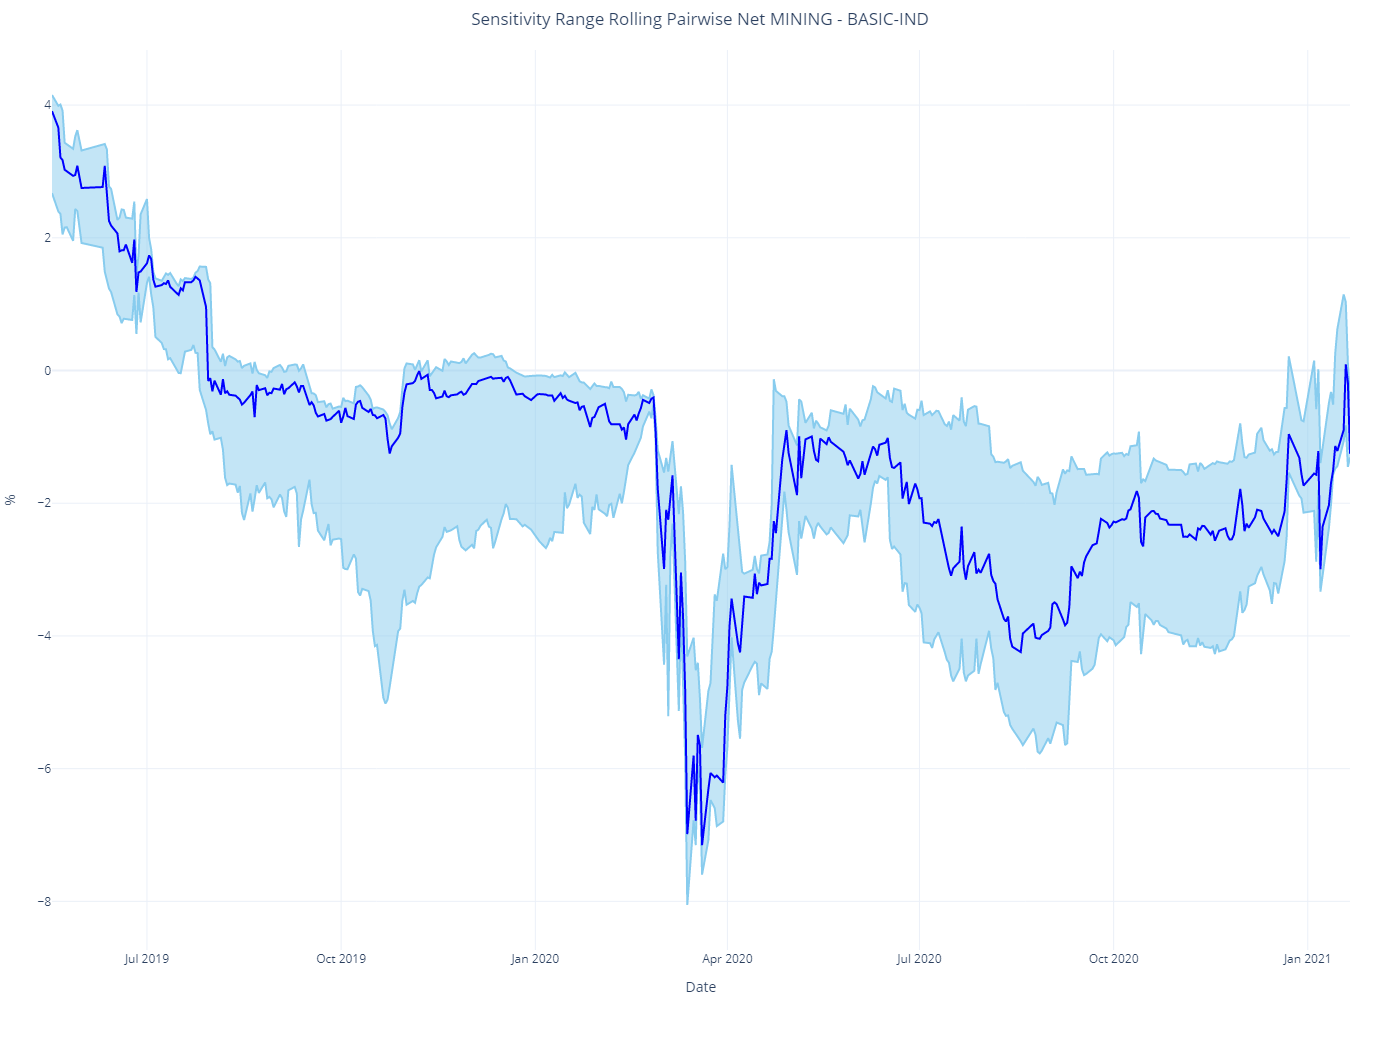 Sensitivity Range Rolling Pairwise Net MINING - BASIC-IND
4
2
0
−2
−4
−6
−8
%
Jul 2019 Oct 2019 Jan 2020 Apr 2020 Jul 2020 Oct 2020 Jan 2021
Date